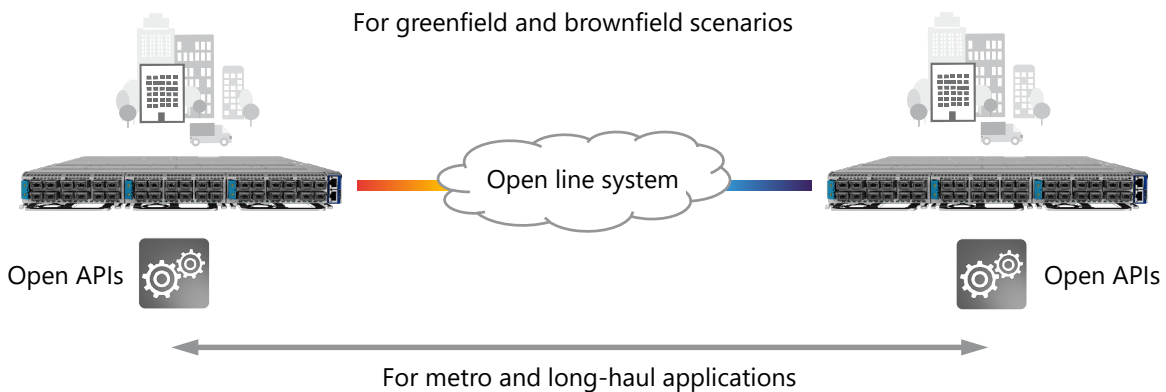 For greenfield and brownfield scenarios
Open line system
Open APIs
Open APIs
For metro and long-haul applications